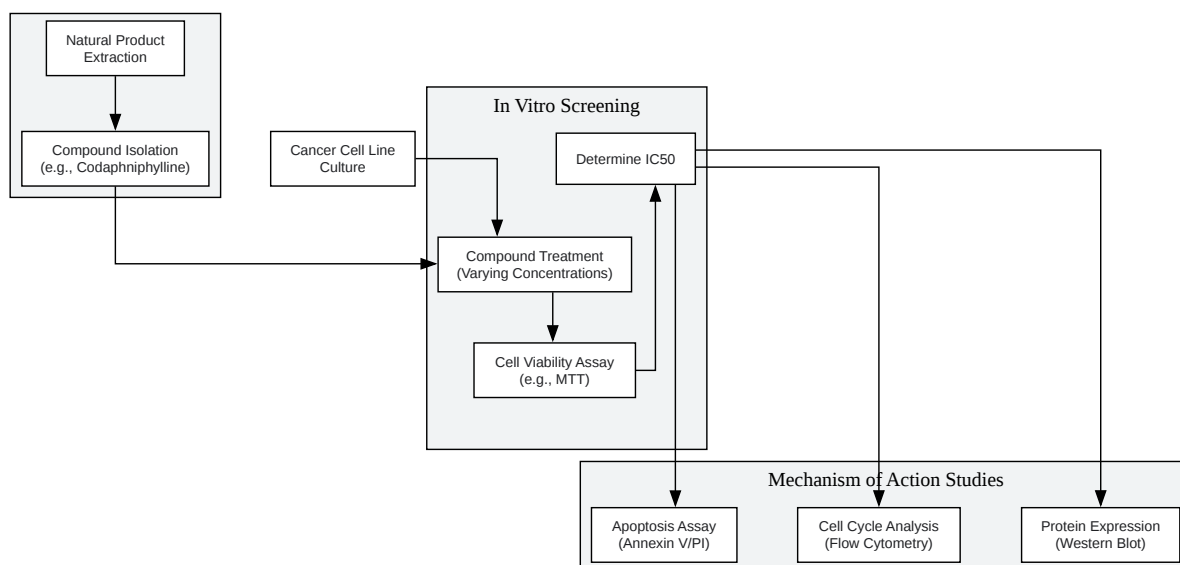 Natural Product
Extraction
Compound Isolation
(e.g., Codaphniphylline)
Cancer Cell Line
Culture
In Vitro Screening
Determine IC50
Compound Treatment
(Varying Concentrations)
Cell Viability Assay
(e.g., MTT)
Mechanism of Action Studies
Apoptosis Assay
(Annexin V/PI)
Cell Cycle Analysis
(Flow Cytometry)
Protein Expression
(Western Blot)